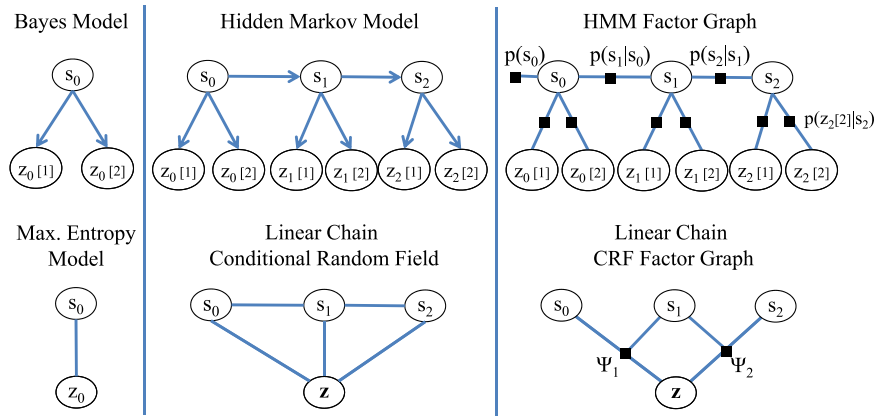 Bayes Model
Hidden Markov Model
HMM Factor Graph
p(s₀)
p(s₁|s₀)
p(s₂|s₁)
s₀
s₀
s₁
s₂
s₀
s₁
s₂
p(z₂[2]|s₂)
z₀ [1]
z₀ [2]
z₀ [1]
z₀ [2]
z₁ [1]
z₁ [2]
z₂ [1]
z₂ [2]
z₀ [1]
z₀ [2]
z₁ [1]
z₁ [2]
z₂ [1]
z₂ [2]
Max. Entropy
Model
Linear Chain
Conditional Random Field
Linear Chain
CRF Factor Graph
s₀
s₀
s₁
s₂
s₀
s₁
s₂
Ψ₁
Ψ₂
z₀
z
z